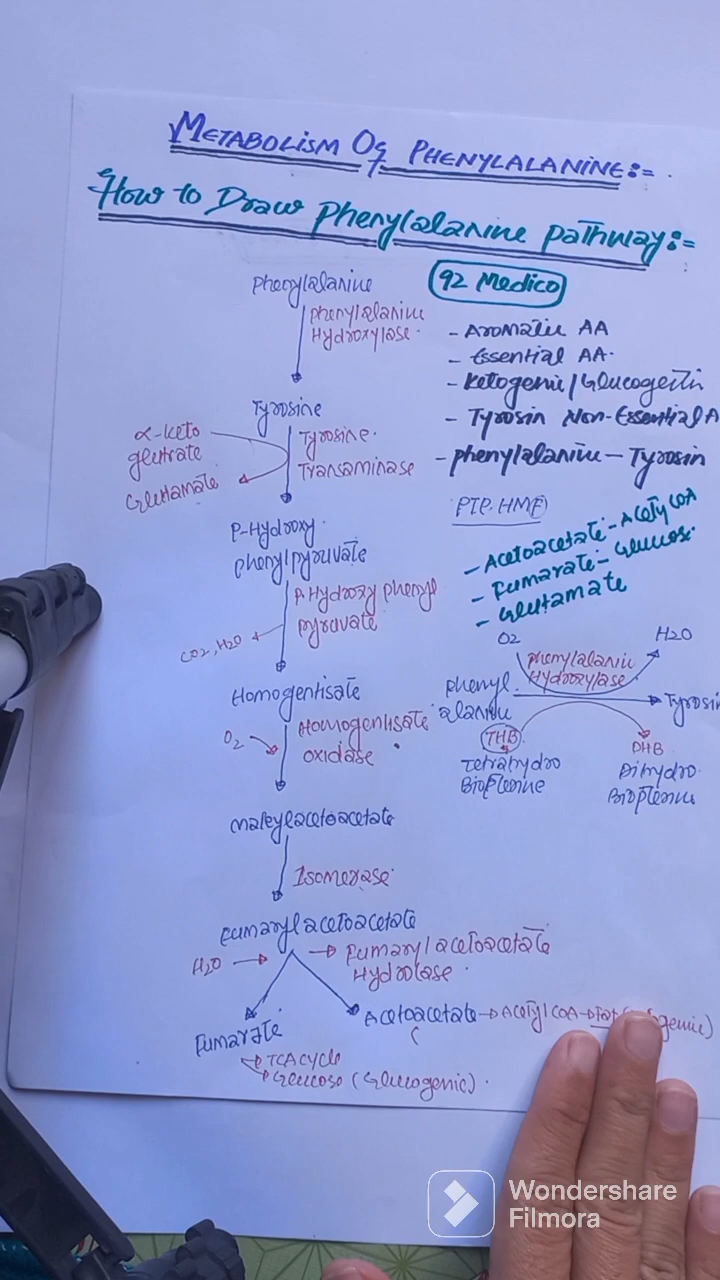 METABOLISM OF PHENYLALANINE:-
How to Draw Phenylalanine Pathway:-
92 Medico
Phenylalanine
Phenylalanine
Hydroxylase
Tyrosine
α-keto
glutrate
Glutamate
Tyrosine
Transaminase
P-Hydroxy
phenylpyruvate
P-Hydroxy phenyl
pyruvate
CO2, H2O
Homogentisate
O2
Homogentisate
oxidase
Maleylacetoacetate
Isomerase
Fumarylacetoacetate
H2O
Fumarylacetoacetate
Hydrolase
Fumarate
TCA cycle
Glucose (Glucogenic)
Acetoacetate → Acetyl COA →
- Aromatic AA
- Essential AA
- Ketogenic/Glucogenic
- Tyrosin Non-Essential A
- phenylalanine - Tyrosin
PTP.HMF
- Acetoacetate - Acetyl COA
- Fumarate - Glucose
- Glutamate
O2
H2O
Phenylalanine
Hydroxylase
phenyl
alanine
Tyrosin
THB
Tetrahydro
Bioplerine
DHB
Dihydro
Bioplerine
Wondershare
Filmora